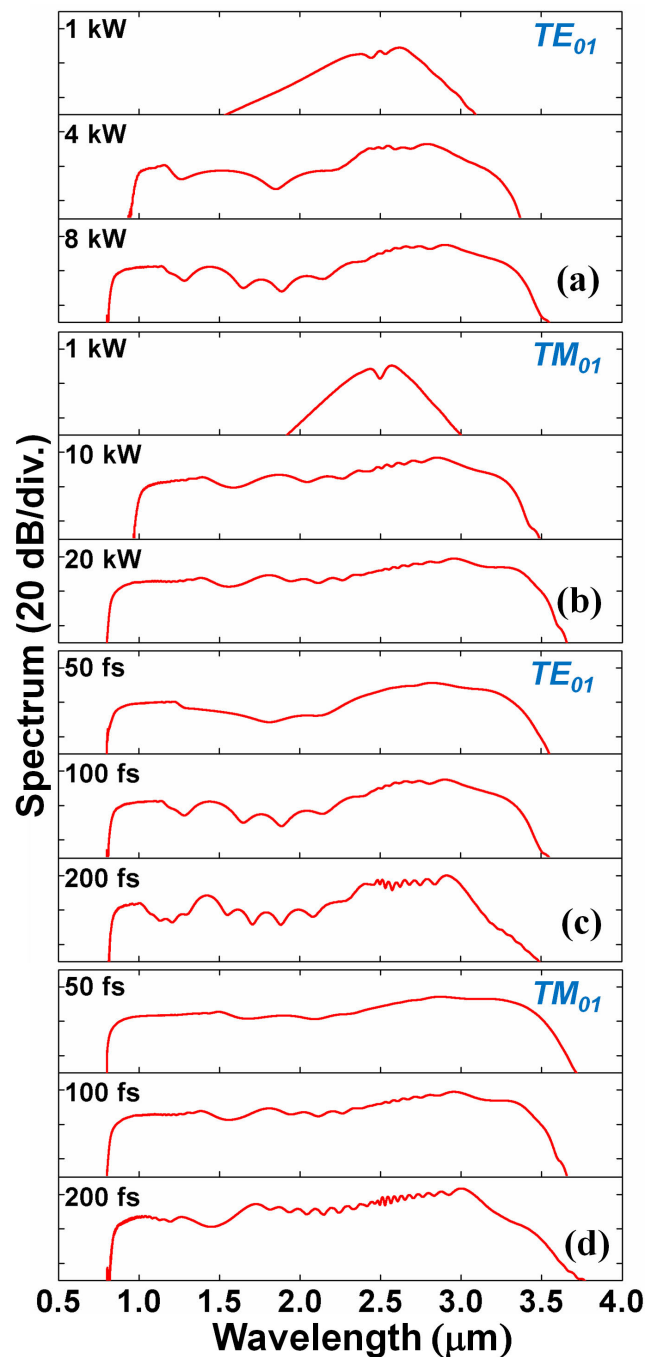 1 kW TE01
4 kW
8 kW (a)
1 kW TM01
10 kW
20 kW (b)
50 fs TE01
100 fs
200 fs (c)
50 fs TM01
100 fs
200 fs (d)
Spectrum (20 dB/div.)
0.5 1.0 1.5 2.0 2.5 3.0 3.5 4.0
Wavelength (μm)